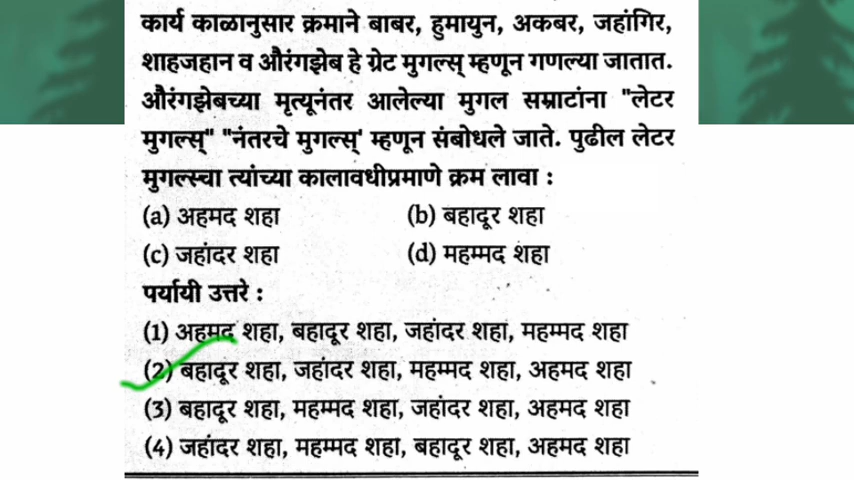 कार्य काळानुसार क्रमाने बाबर, हुमायुन, अकबर, जहांगिर,
शाहजहान व औरंगझेब हे ग्रेट मुगल्स् म्हणून गणल्या जातात.
औरंगझेबच्या मृत्यूनंतर आलेल्या मुगल सम्राटांना "लेटर
मुगल्स्" "नंतरचे मुगल्स्' म्हणून संबोधले जाते. पुढील लेटर
मुगल्स्चा त्यांच्या कालावधीप्रमाणे क्रम लावा :
(a) अहमद शहा (b) बहादूर शहा
(c) जहांदर शहा (d) महम्मद शहा
पर्यायी उत्तरे :
(1) अहमद शहा, बहादूर शहा, जहांदर शहा, महम्मद शहा
(2) बहादूर शहा, जहांदर शहा, महम्मद शहा, अहमद शहा
(3) बहादूर शहा, महम्मद शहा, जहांदर शहा, अहमद शहा
(4) जहांदर शहा, महम्मद शहा, बहादूर शहा, अहमद शहा